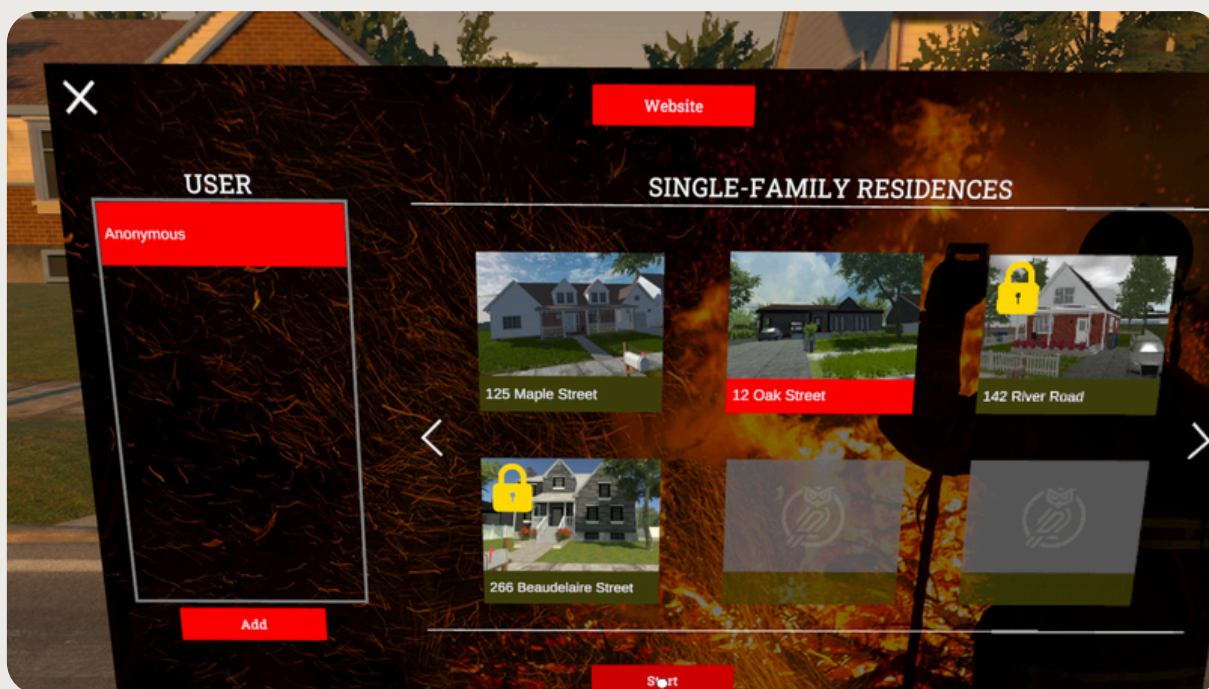 Website
USER
SINGLE-FAMILY RESIDENCES
Anonymous
125 Maple Street
12 Oak Street
142 River Road
266 Beaudelaire Street
Add
Start